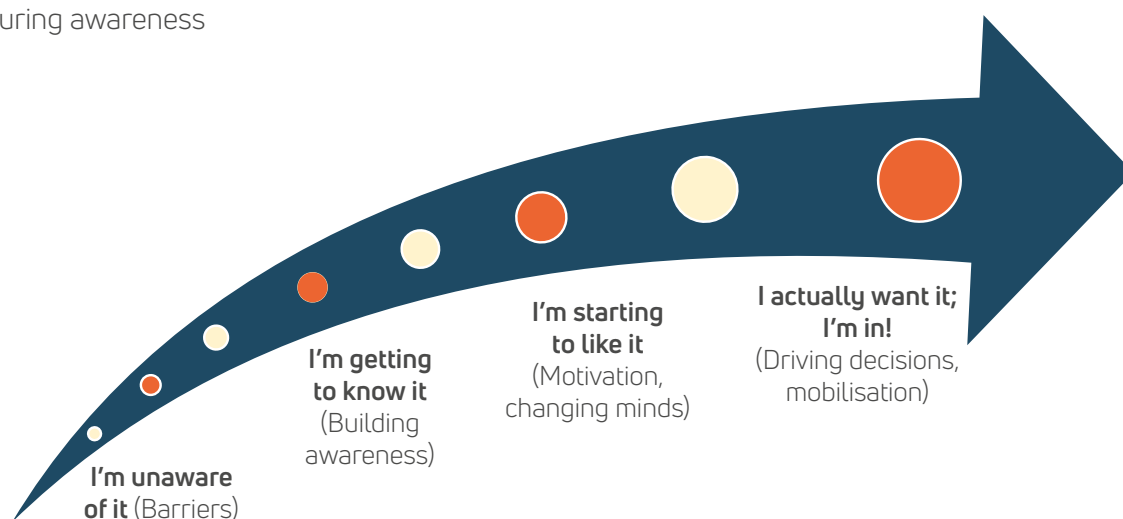 uring awareness
I'm unaware
of it (Barriers)
I'm getting
to know it
(Building
awareness)
I'm starting
to like it
(Motivation,
changing minds)
I actually want it;
I'm in!
(Driving decisions,
mobilisation)